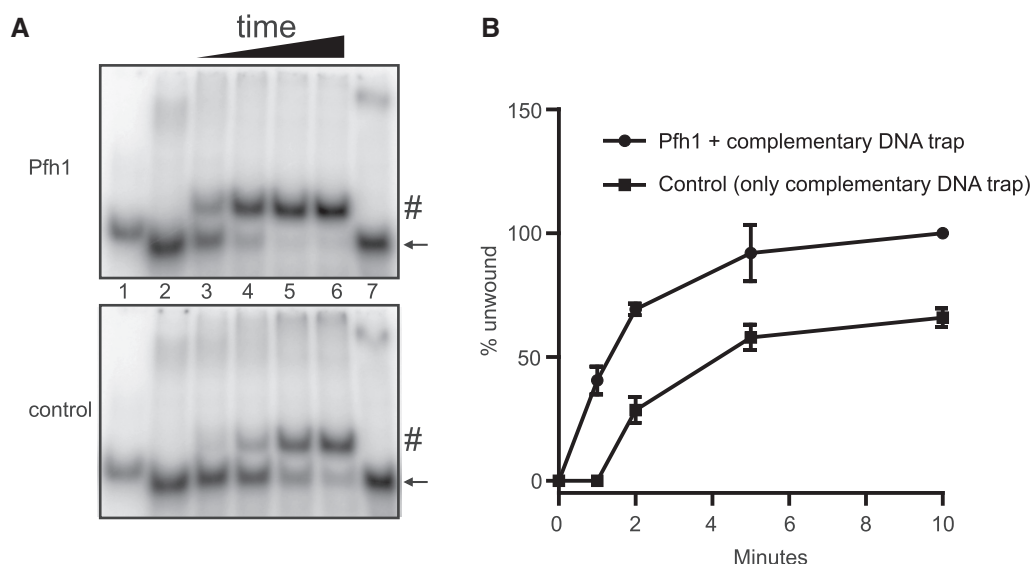 A
time
Pfh1
#
←
1 2 3 4 5 6 7
control
#
←
B
150
100
50
0
% unwound
Pfh1 + complementary DNA trap
Control (only complementary DNA trap)
0 2 4 6 8 10
Minutes